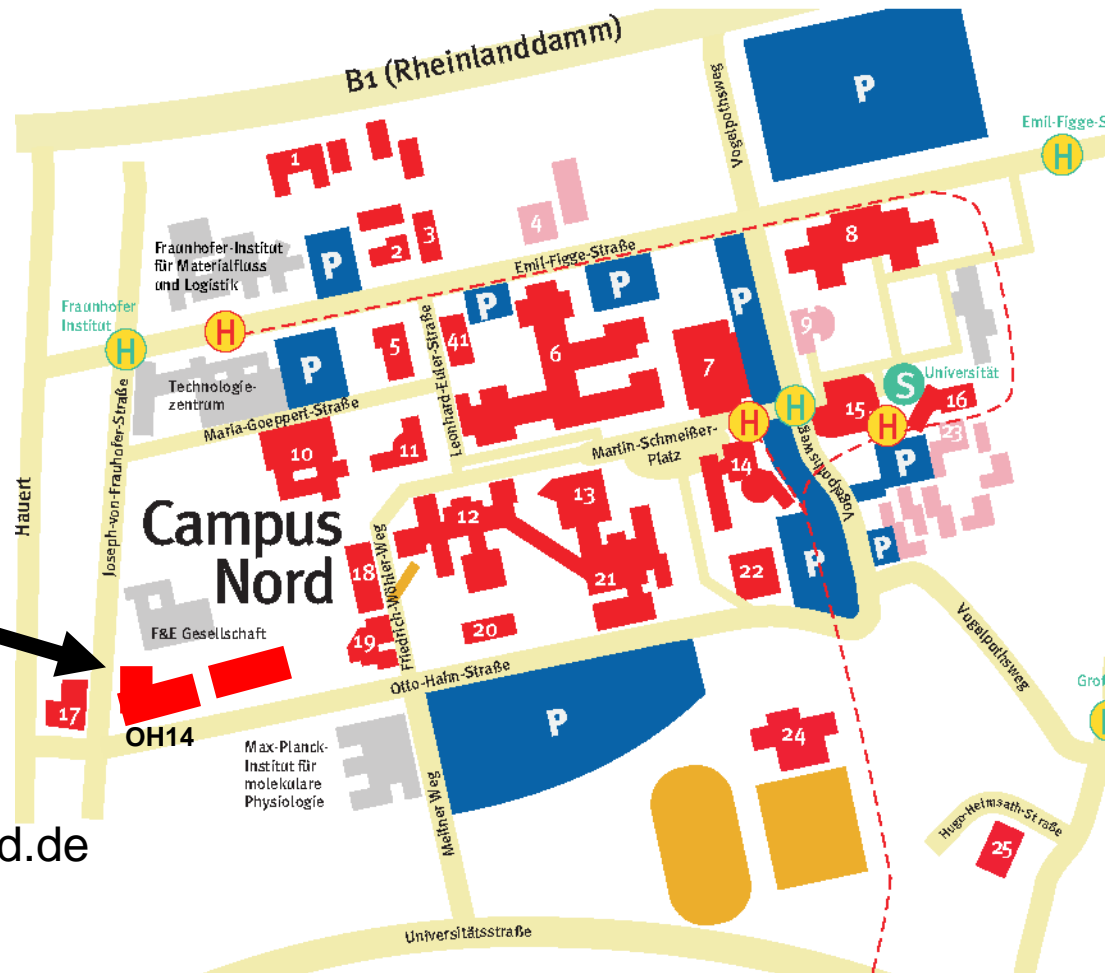 B1 (Rheinlanddamm)
Vogelpothsweg
P
Emil-Figge-S
H
1
4
3
2
8
Fraunhofer-Institut
für Materialfluss
und Logistik
P
Emil-Figge-Straße
P
P
P
Fraunhofer
Institut
H
H
9
5
41
6
7
Technologie-
zentrum
P
Leonhard-Euler-Straße
S
Universität
Maria-Goeppert-Straße
15
16
H
H
H
23
10
11
Martin-Schmeißer-
Platz
14
P
Vogelpothsweg
Hauert
Joseph-von-Fraunhofer-Straße
Campus
Nord
12
13
18
Friedrich-Wöhler-Weg
21
22
P
P
F&E Gesellschaft
19
20
Otto-Hahn-Straße
Vogelpothsweg
17
OH14
Max-Planck-
Institut für
molekulare
Physiologie
P
24
Groß
Meitner Weg
d.de
Hugo-Heimsath-Straße
25
Universitätsstraße